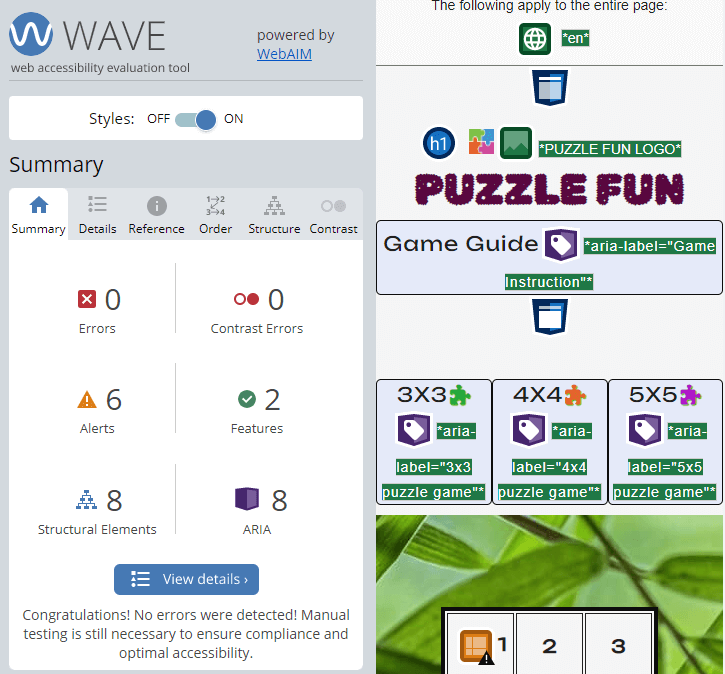 WAVE
powered by
WebAIM
web accessibility evaluation tool
Styles: OFF ON
Summary
Summary Details Reference Order Structure Contrast
0 0
Errors Contrast Errors
6 2
Alerts Features
8 8
Structural Elements ARIA
View details ›
Congratulations! No errors were detected! Manual
testing is still necessary to ensure compliance and
optimal accessibility.
The following apply to the entire page:
*en*
h1 *PUZZLE FUN LOGO*
PUZZLE FUN
Game Guide *aria-label="Game
Instruction"*
3X3 4X4 5X5
*aria- *aria- *aria-
label="3x3 label="4x4 label="5x5
puzzle game"* puzzle game"* puzzle game"*
1 2 3